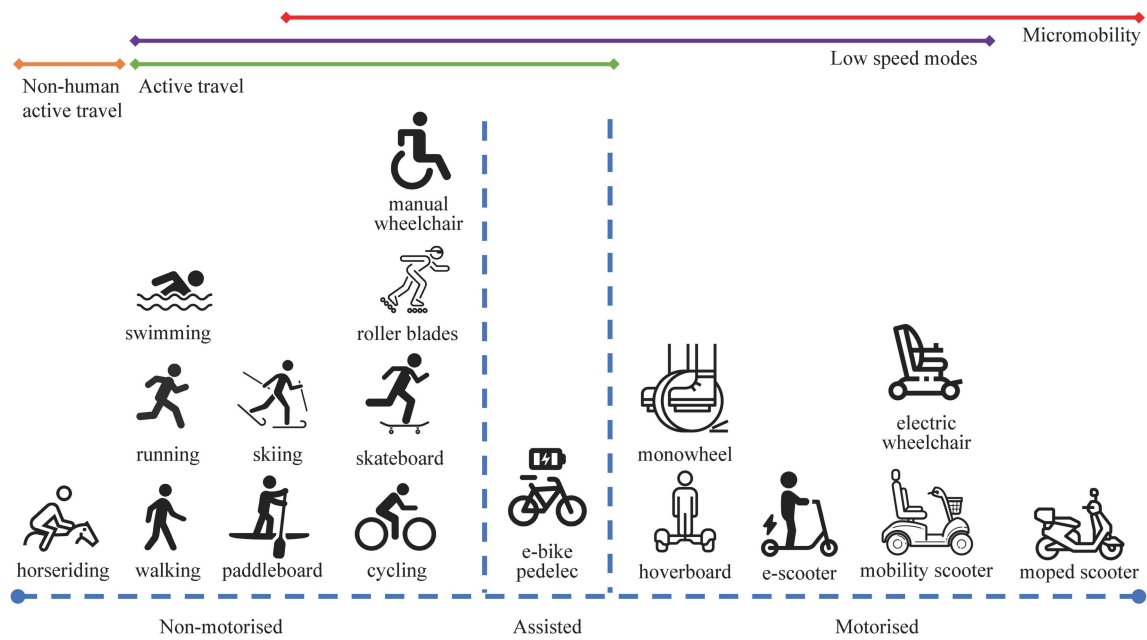 Micromobility
Low speed modes
Non-human
active travel
Active travel
manual
wheelchair
swimming
roller blades
running
skiing
skateboard
monowheel
electric
wheelchair
horseriding
walking
paddleboard
cycling
e-bike
pedelec
hoverboard
e-scooter
mobility scooter
moped scooter
Non-motorised
Assisted
Motorised